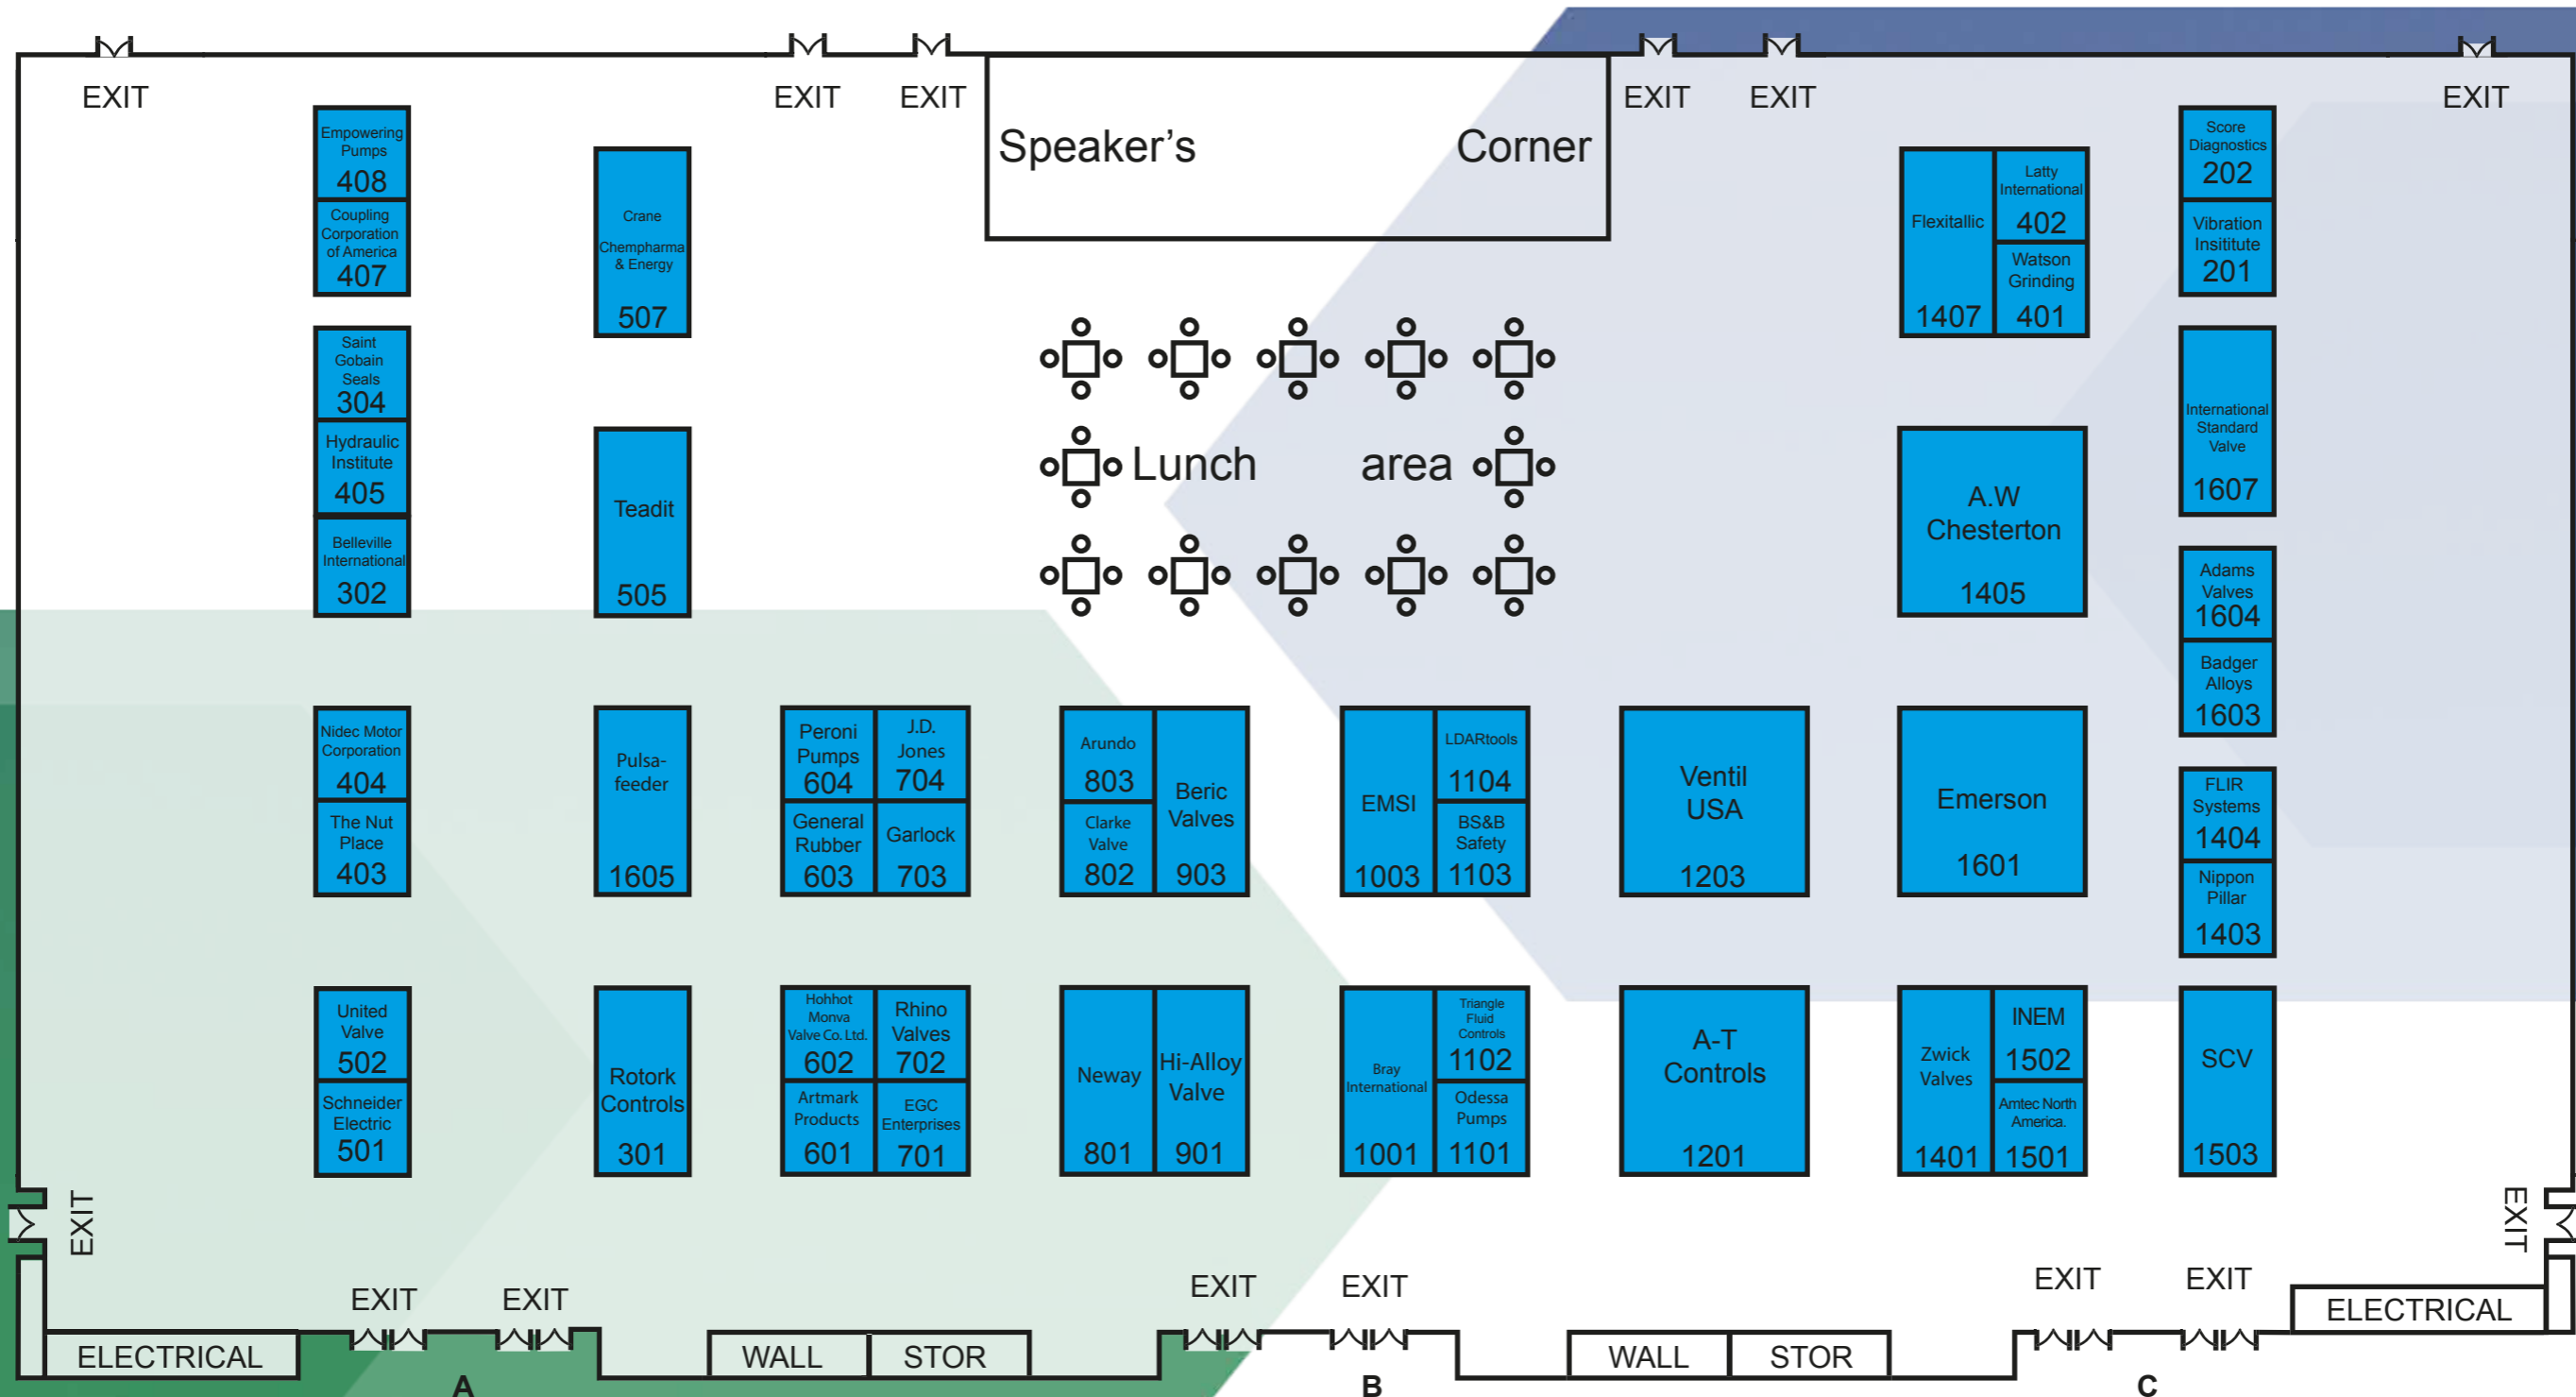 EXIT
EXIT
EXIT
EXIT
EXIT
EXIT
Speaker’s Corner
Empowering
Pumps
408
Coupling
Corporation
of America
407
Crane
Chempharma
& Energy
507
Flexitallic
1407
Latty
International
402
Watson
Grinding
401
Score
Diagnostics
202
Vibration
Insititute
201
Saint
Gobain
Seals
304
Hydraulic
Institute
405
Belleville
International
302
Teadit
505
Lunch area
A.W
Chesterton
1405
International
Standard
Valve
1607
Adams
Valves
1604
Badger
Alloys
1603
Nidec Motor
Corporation
404
The Nut
Place
403
Pulsa-
feeder
1605
Peroni
Pumps
604
J.D.
Jones
704
General
Rubber
603
Garlock
703
Arundo
803
Clarke
Valve
802
Beric
Valves
903
EMSI
1003
LDARtools
1104
BS&B
Safety
1103
Ventil
USA
1203
Emerson
1601
FLIR
Systems
1404
Nippon
Pillar
1403
United
Valve
502
Schneider
Electric
501
Rotork
Controls
301
Hohhot
Monva
Valve Co. Ltd.
602
Rhino
Valves
702
Artmark
Products
601
EGC
Enterprises
701
Neway
801
Hi-Alloy
Valve
901
Bray
International
1001
Triangle
Fluid
Controls
1102
Odessa
Pumps
1101
A-T
Controls
1201
Zwick
Valves
1401
INEM
1502
Amtec North
America.
1501
SCV
1503
EXIT
EXIT
EXIT
EXIT
EXIT
EXIT
EXIT
EXIT
ELECTRICAL
WALL
STOR
WALL
STOR
ELECTRICAL
A
B
C